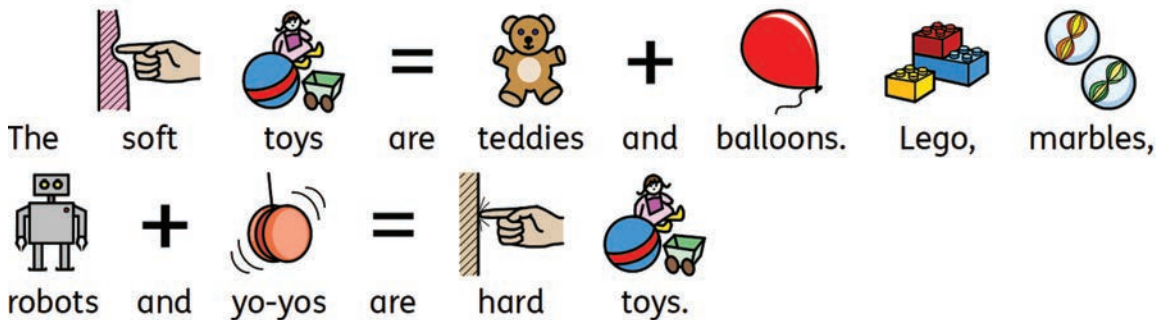 The soft toys are teddies and balloons. Lego, marbles,
robots and yo-yos are hard toys.